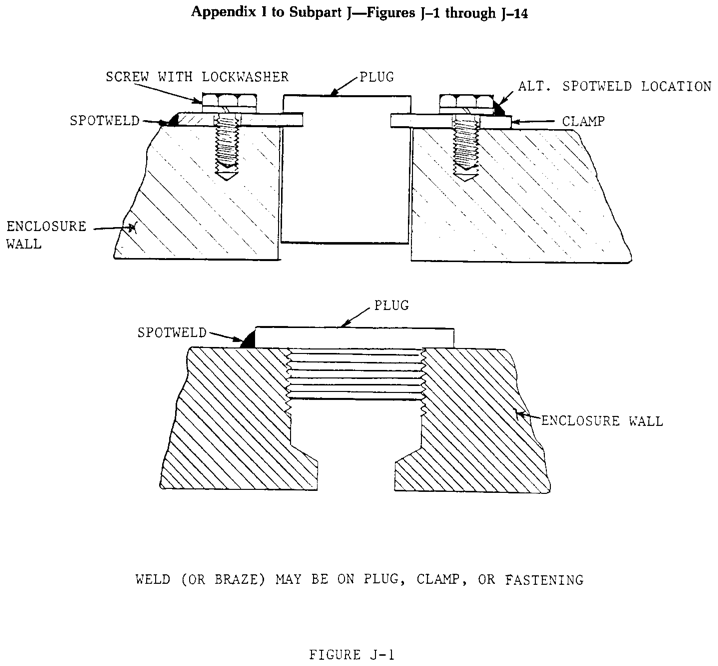 Appendix I to Subpart J—Figures J–1 through J–14
SCREW WITH LOCKWASHER
PLUG
ALT. SPOTWELD LOCATION
SPOTWELD
CLAMP
ENCLOSURE
WALL
PLUG
SPOTWELD
ENCLOSURE WALL
WELD (OR BRAZE) MAY BE ON PLUG, CLAMP, OR FASTENING
FIGURE J-1